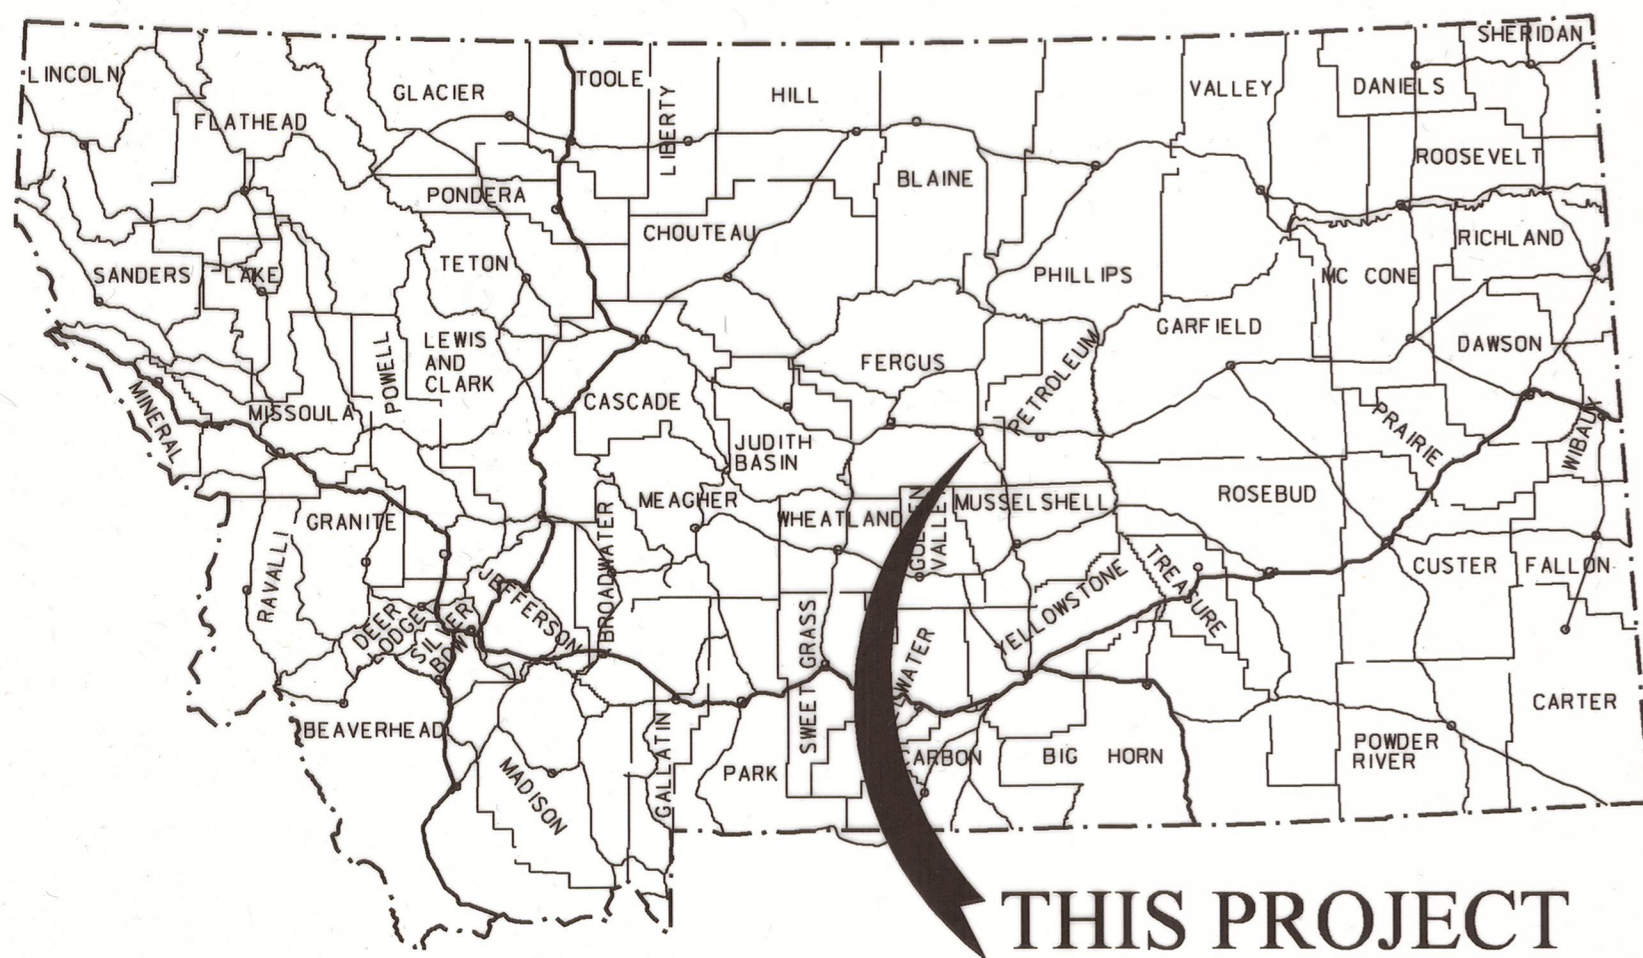 SHERIDAN
LINCOLN
GLACIER
TOOLE
LIBERTY
HILL
VALLEY
DANIELS
FLATHEAD
BLAINE
ROOSEVELT
PONDERA
CHOUTEAU
RICHLAND
SANDERS
LAKE
TETON
PHILLIPS
MC CONE
GARFIELD
POWELL
LEWIS
AND
CLARK
FERGUS
PETROLEUM
DAWSON
MINERAL
MISSOULA
CASCADE
JUDITH
BASIN
PRAIRIE
WIBAUX
MEAGHER
WHEATLAND
GOLDEN
VALLEY
MUSSELSHELL
ROSEBUD
GRANITE
RAVALLI
BROADWATER
JEFFERSON
DEER
LODGE
SILVER
BOW
YELLOWSTONE
TREASURE
CUSTER
FALLON
SWEET GRASS
LWATER
BEAVERHEAD
MADISON
GALLATIN
PARK
CARBON
BIG HORN
POWDER
RIVER
CARTER
THIS PROJECT